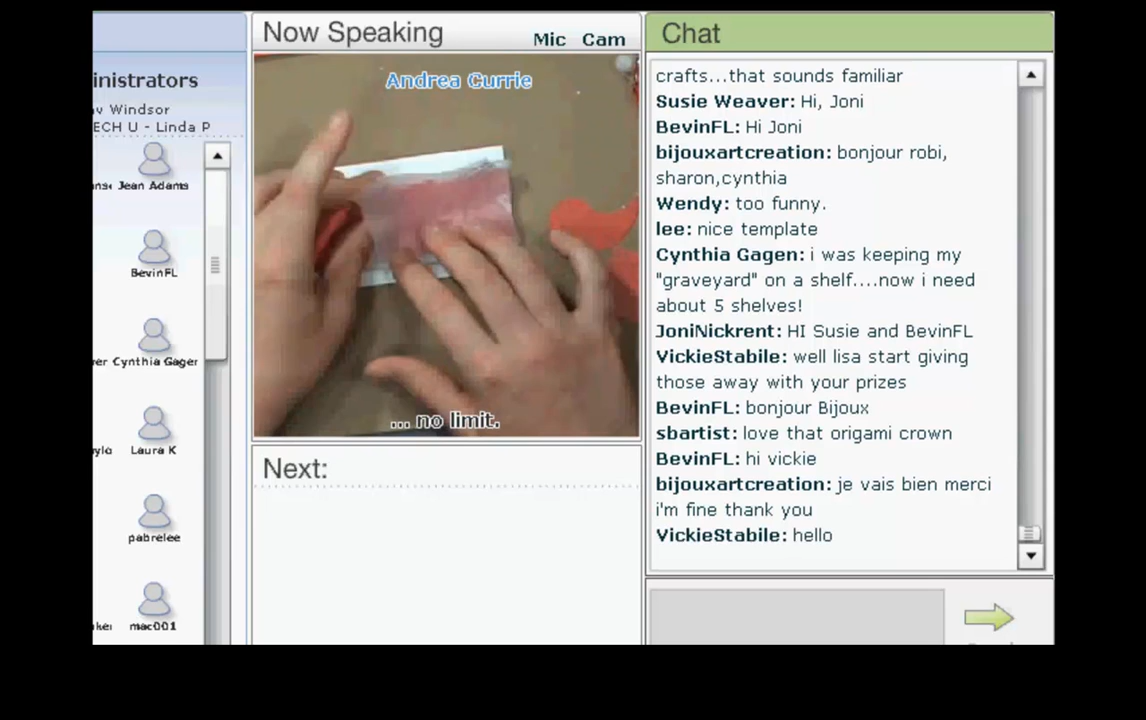 inistrators
av Windsor
ECH U - Linda P
Jean Adams
BevinFL
Cynthia Gager
Laura K
pabrelee
mac001
Now Speaking
Mic Cam
Andrea Currie
... no limit.
Next:
Chat
crafts...that sounds familiar
Susie Weaver: Hi, Joni
BevinFL: Hi Joni
bijouxartcreation: bonjour robi,
sharon,cynthia
Wendy: too funny.
lee: nice template
Cynthia Gagen: i was keeping my
"graveyard" on a shelf....now i need
about 5 shelves!
JoniNickrent: HI Susie and BevinFL
VickieStabile: well lisa start giving
those away with your prizes
BevinFL: bonjour Bijoux
sbartist: love that origami crown
BevinFL: hi vickie
bijouxartcreation: je vais bien merci
i'm fine thank you
VickieStabile: hello